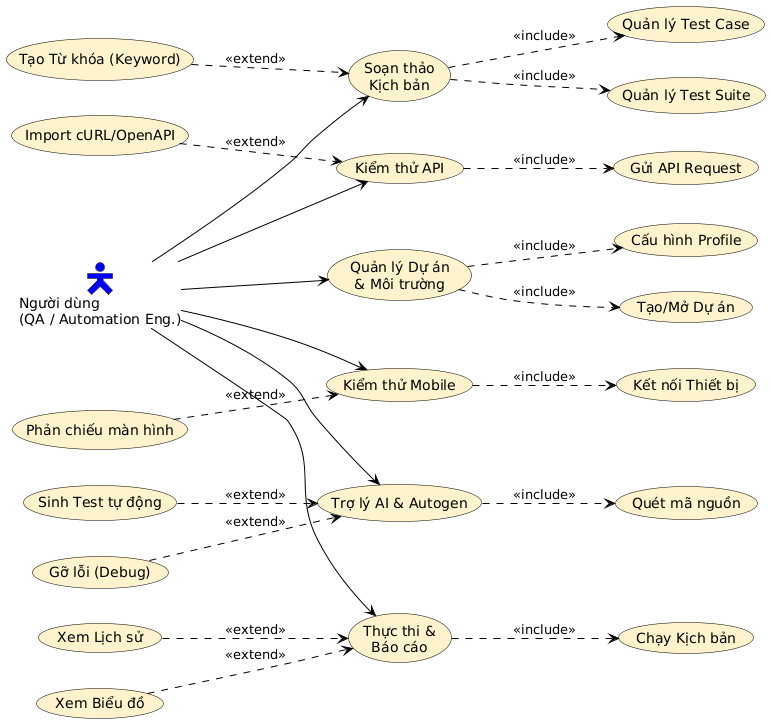 Quản lý Test Case
«include»
Tạo Từ khóa (Keyword)
«extend»
Soạn thảo
Kịch bản
«include»
Quản lý Test Suite
Import cURL/OpenAPI
«extend»
Kiểm thử API
«include»
Gửi API Request
«include»
Cấu hình Profile
Quản lý Dự án
& Môi trường
«include»
Tạo/Mở Dự án
Người dùng
(QA / Automation Eng.)
Kiểm thử Mobile
«include»
Kết nối Thiết bị
«extend»
Phản chiếu màn hình
Sinh Test tự động
«extend»
Trợ lý AI & Autogen
«include»
Quét mã nguồn
«extend»
Gỡ lỗi (Debug)
Xem Lịch sử
«extend»
Thực thi &
Báo cáo
«include»
Chạy Kịch bản
«extend»
Xem Biểu đồ